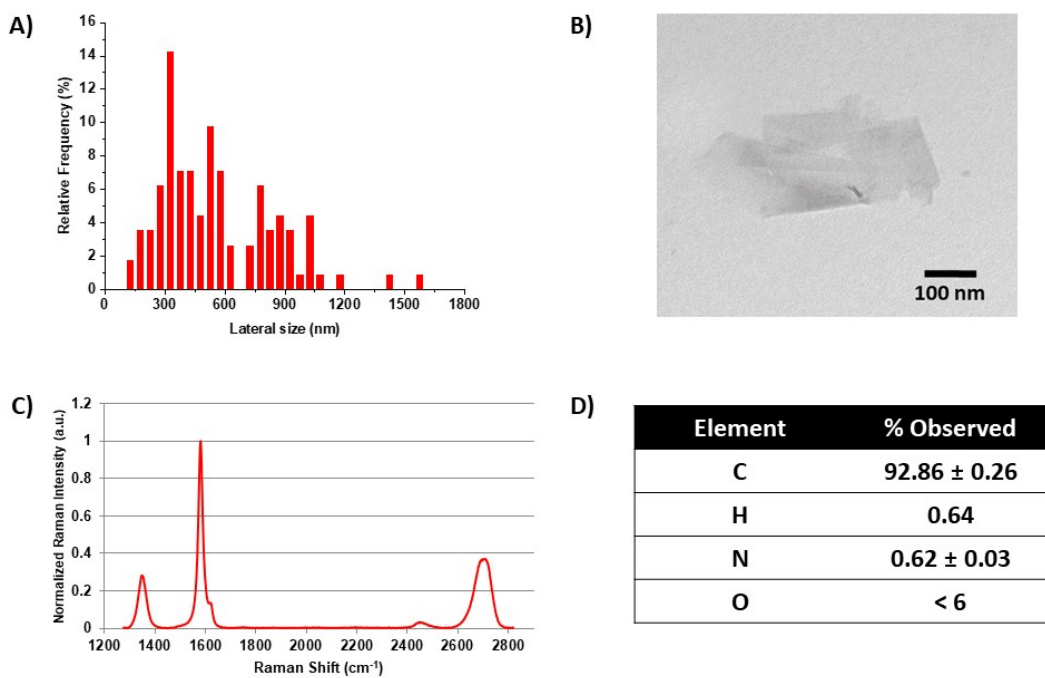 A)
16
14
12
10
8
6
4
2
0
0 300 600 900 1200 1500 1800
Relative Frequency (%)
Lateral size (nm)
B)
100 nm
C)
1.2
1
0.8
0.6
0.4
0.2
0
1200 1400 1600 1800 2000 2200 2400 2600 2800
Normalized Raman Intensity (a.u.)
Raman Shift (cm⁻¹)
D)
Element % Observed
C 92.86 ± 0.26
H 0.64
N 0.62 ± 0.03
O < 6